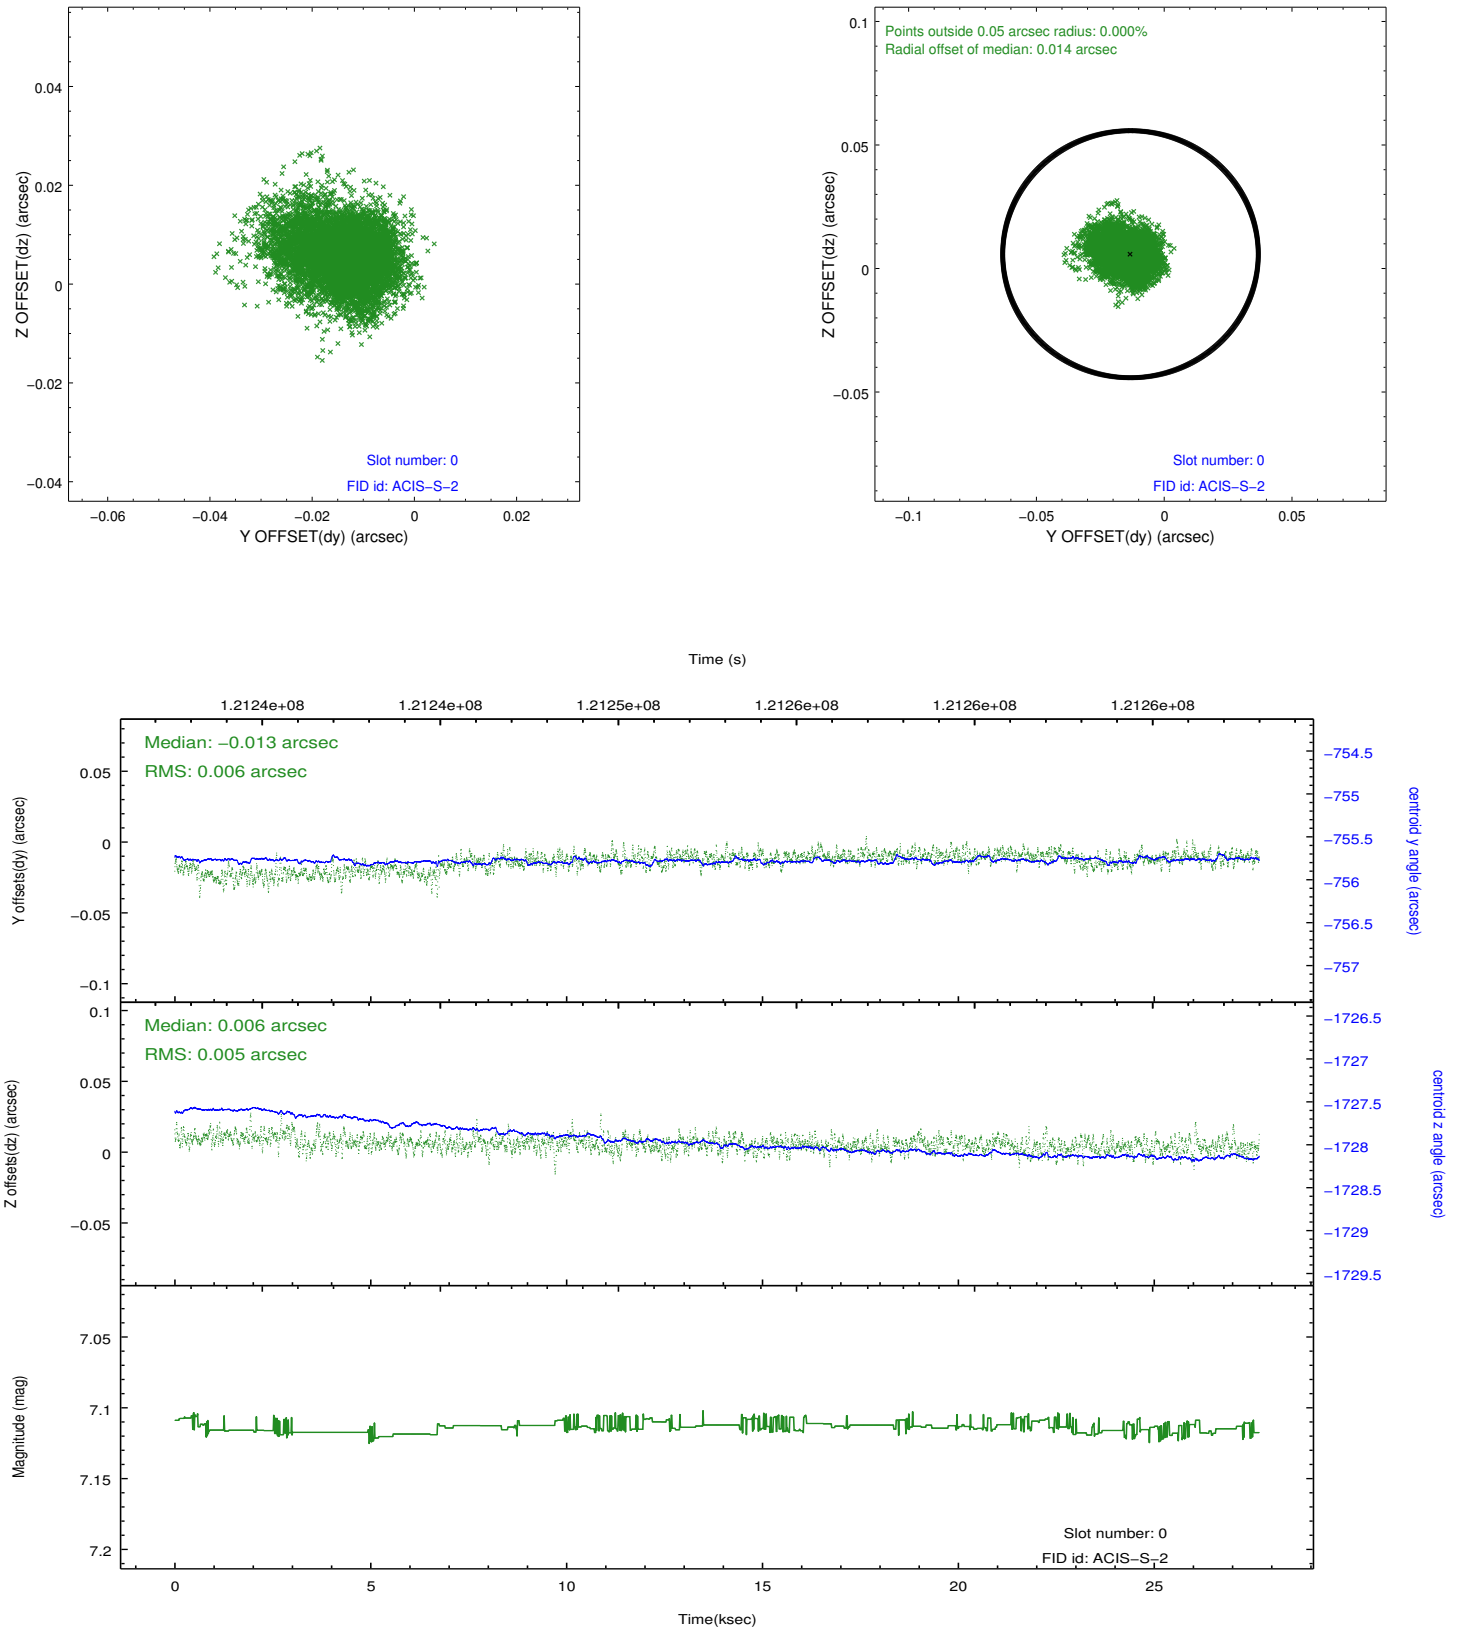 0.04
0.02
0
−0.02
−0.04
Z OFFSET(dz) (arcsec)
Slot number: 0
FID id: ACIS−S−2
−0.06
−0.04
−0.02
0
0.02
Y OFFSET(dy) (arcsec)
Points outside 0.05 arcsec radius: 0.000%
Radial offset of median: 0.014 arcsec
0.1
0.05
0
−0.05
Z OFFSET(dz) (arcsec)
Slot number: 0
FID id: ACIS−S−2
−0.1
−0.05
0
0.05
Y OFFSET(dy) (arcsec)
Time (s)
1.2124e+08
1.2124e+08
1.2125e+08
1.2126e+08
1.2126e+08
1.2126e+08
Median: −0.013 arcsec
RMS: 0.006 arcsec
0.05
0
−0.05
−0.1
Y offsets(dy) (arcsec)
−754.5
−755
−755.5
−756
−756.5
−757
centroid y angle (arcsec)
Median: 0.006 arcsec
RMS: 0.005 arcsec
0.1
0.05
0
−0.05
Z offsets(dz) (arcsec)
−1726.5
−1727
−1727.5
−1728
−1728.5
−1729
−1729.5
centroid z angle (arcsec)
7.05
7.1
7.15
7.2
Magnitude (mag)
Slot number: 0
FID id: ACIS−S−2
0
5
10
15
20
25
Time(ksec)